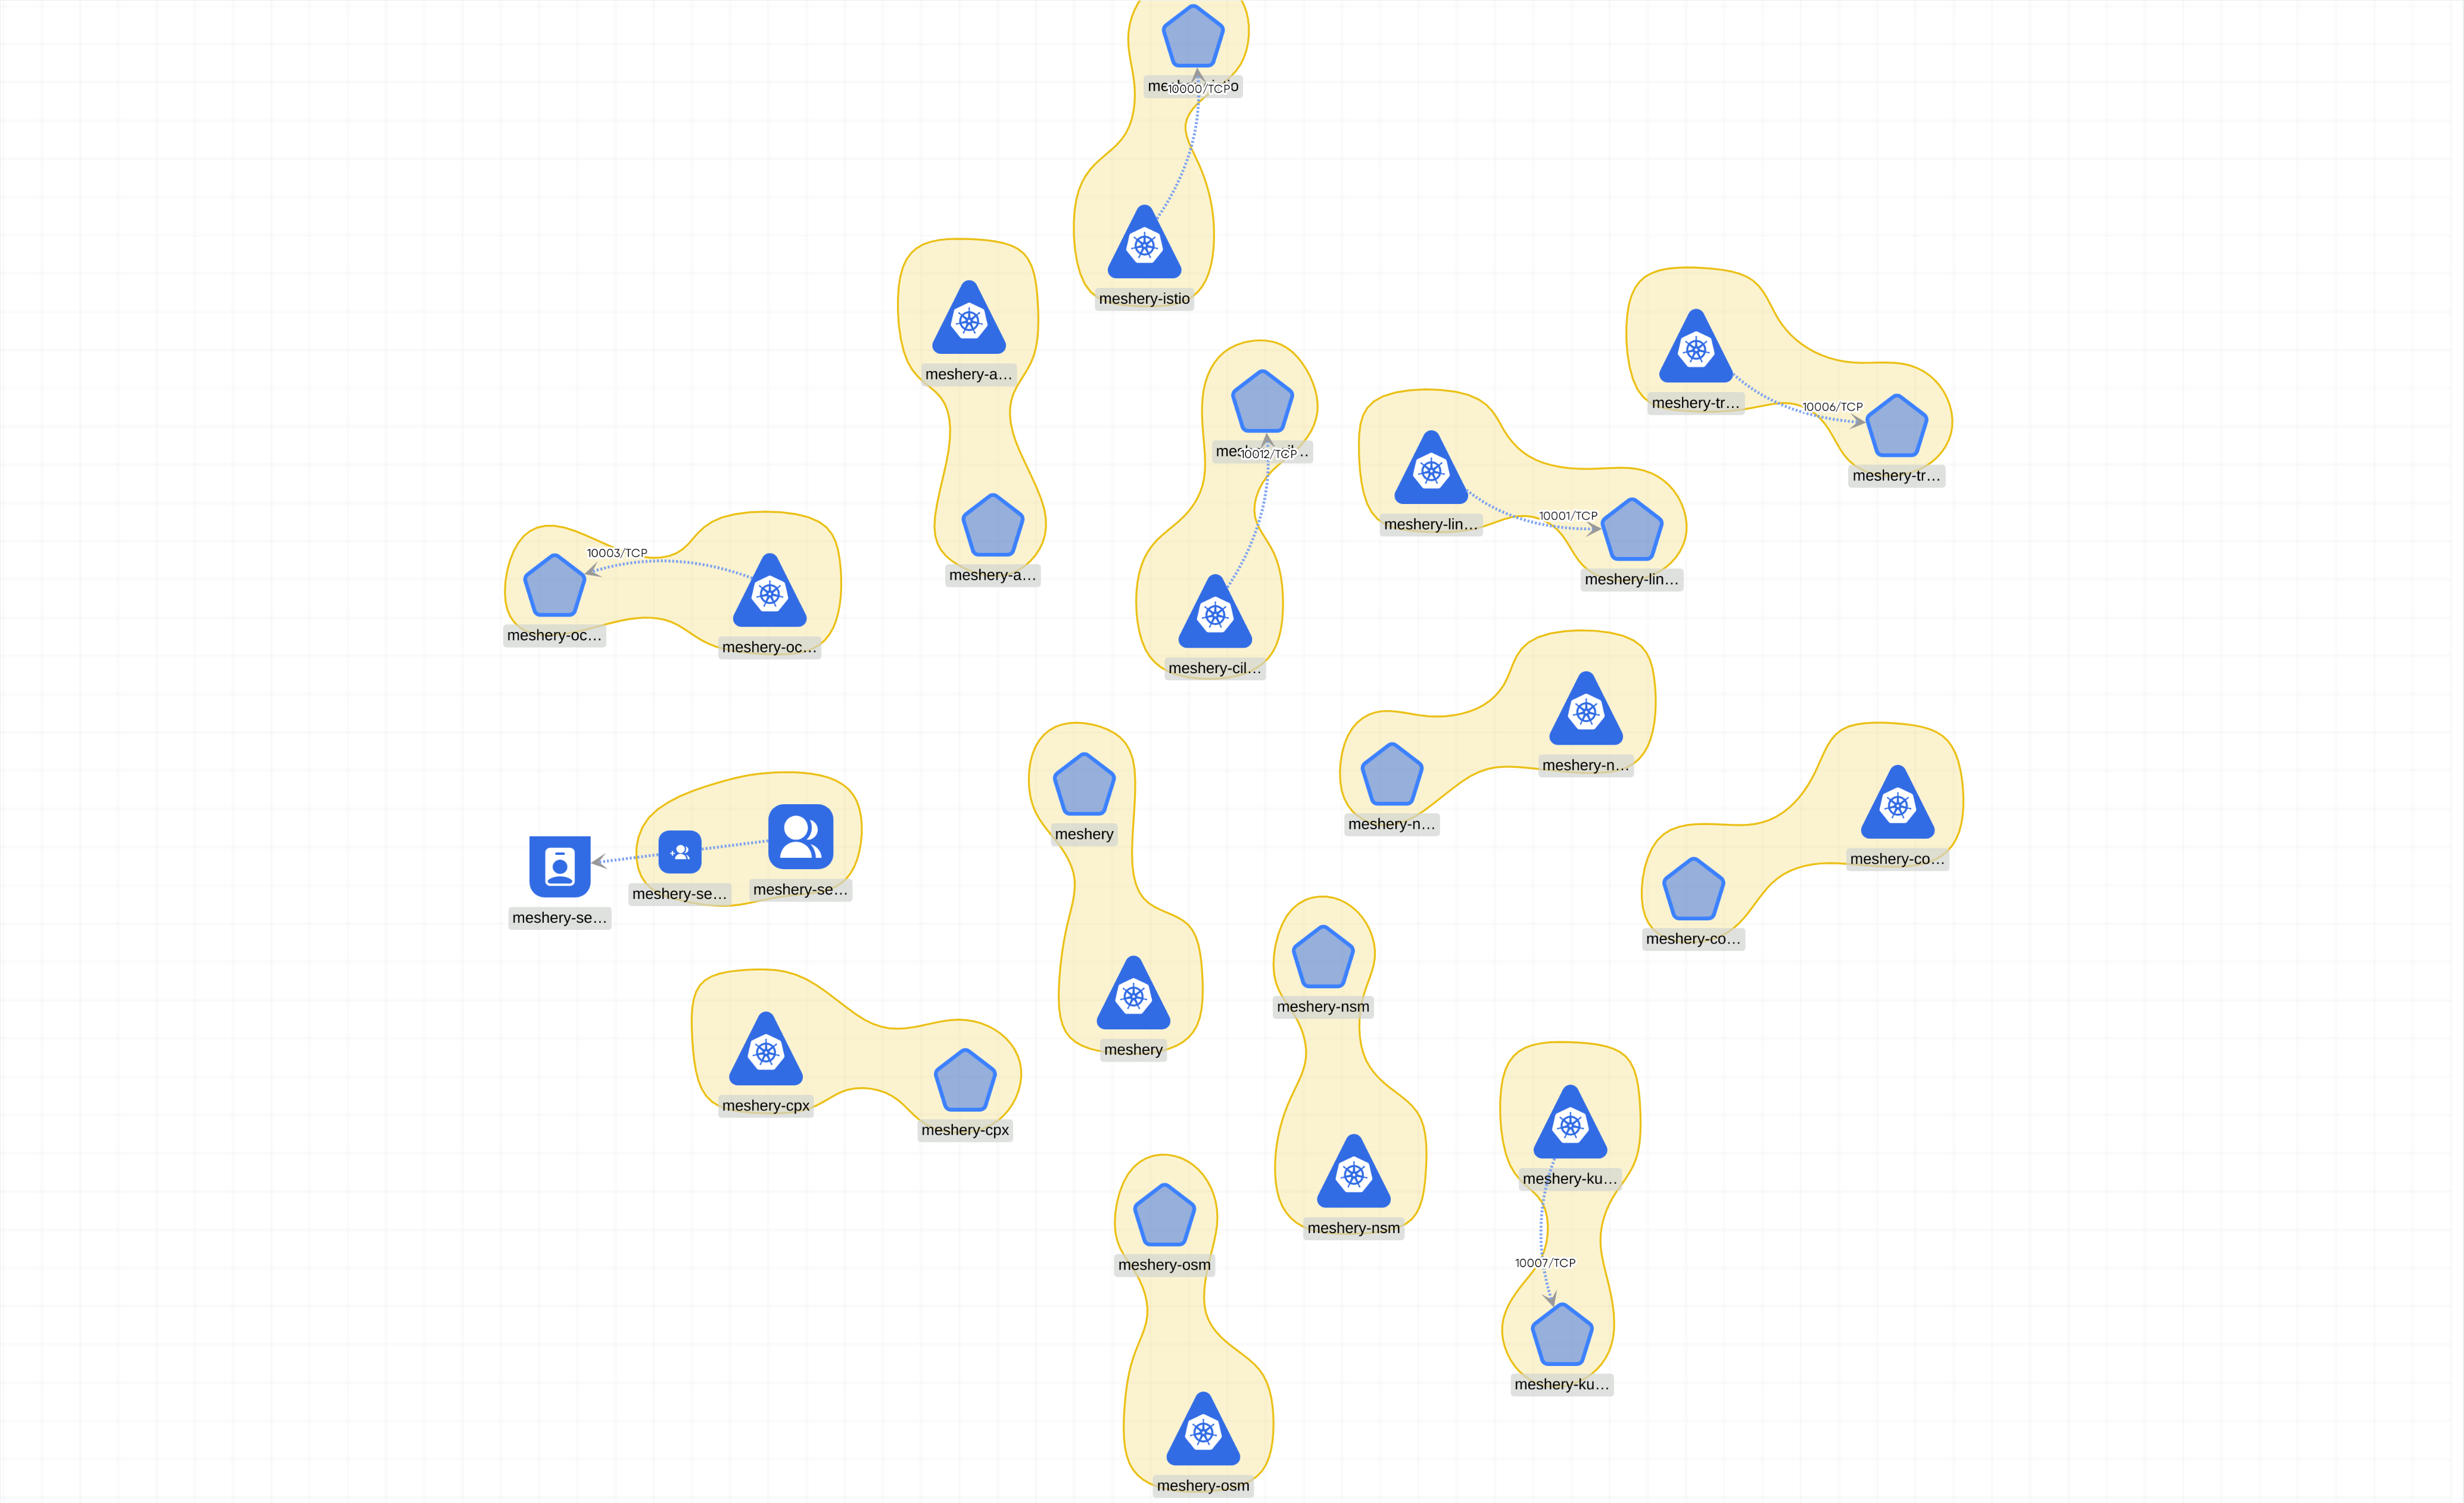 10000/TCP
meshery-istio
meshery-a…
meshery-tr…
10006/TCP
meshery-tr…
10012/TCP
meshery-lin…
10001/TCP
meshery-lin…
10003/TCP
meshery-oc…
meshery-oc…
meshery-a…
meshery-cil…
meshery-n…
meshery-n…
meshery
meshery-co…
meshery-co…
meshery-se…
meshery-se…
meshery-se…
meshery-nsm
meshery
meshery-cpx
meshery-cpx
meshery-ku…
meshery-nsm
meshery-osm
10007/TCP
meshery-ku…
meshery-osm